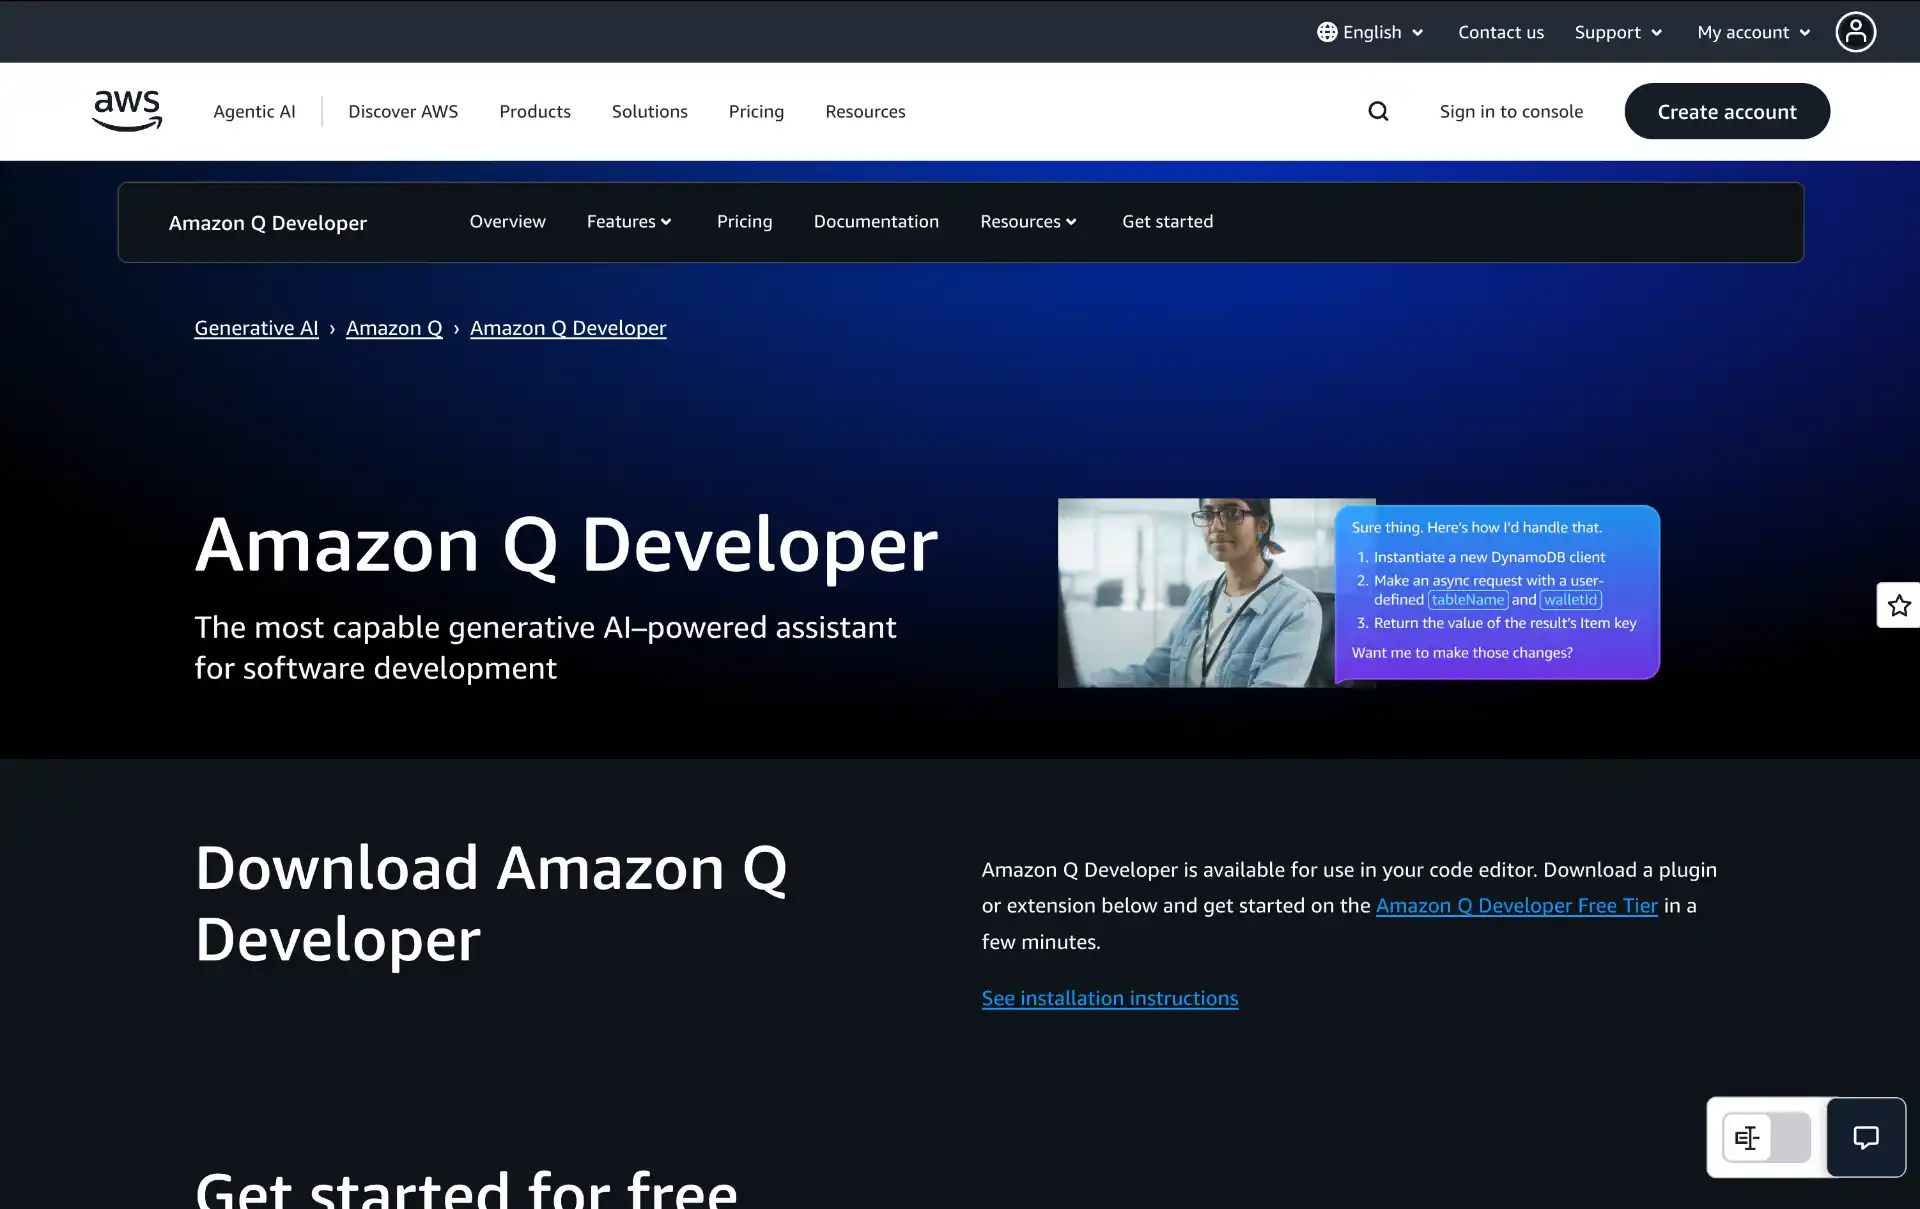 English
Contact us
Support
My account
aws
Agentic AI
Discover AWS
Products
Solutions
Pricing
Resources
Sign in to console
Create account
Amazon Q Developer
Overview
Features
Pricing
Documentation
Resources
Get started
Generative AI › Amazon Q › Amazon Q Developer
Amazon Q Developer
The most capable generative AI–powered assistant
for software development
Sure thing. Here's how I'd handle that.
1. Instantiate a new DynamoDB client
2. Make an async request with a user-
defined tableName and walletId
3. Return the value of the result's Item key
Want me to make those changes?
Download Amazon Q
Developer
Amazon Q Developer is available for use in your code editor. Download a plugin
or extension below and get started on the Amazon Q Developer Free Tier in a
few minutes.
See installation instructions
Get started for free